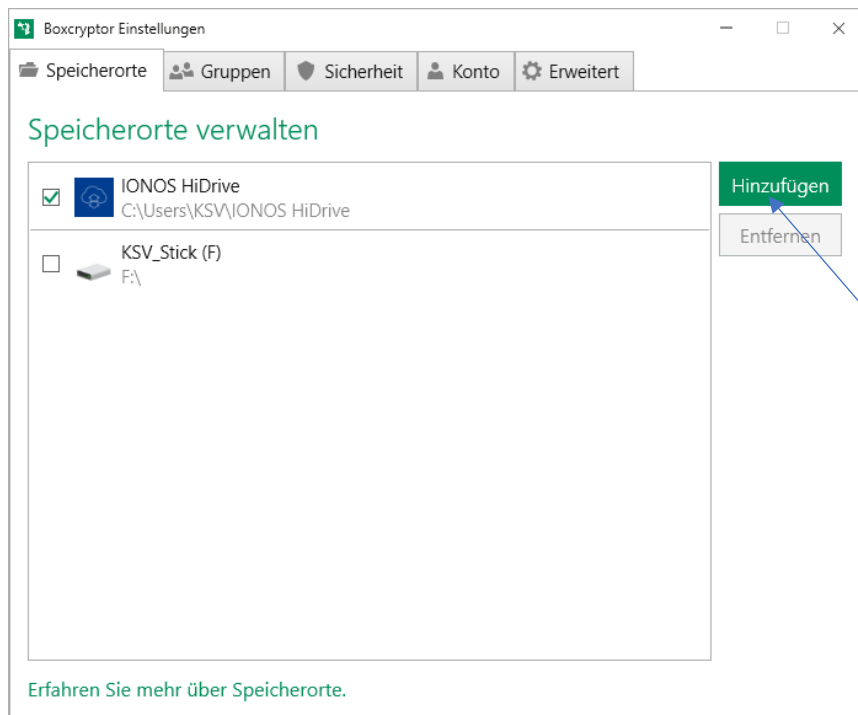 Boxcryptor Einstellungen
Speicherorte
Gruppen
Sicherheit
Konto
Erweitert
Speicherorte verwalten
IONOS HiDrive
C:\Users\KSV\IONOS HiDrive
KSV_Stick (F)
F:\
Hinzufügen
Entfernen
Erfahren Sie mehr über Speicherorte.